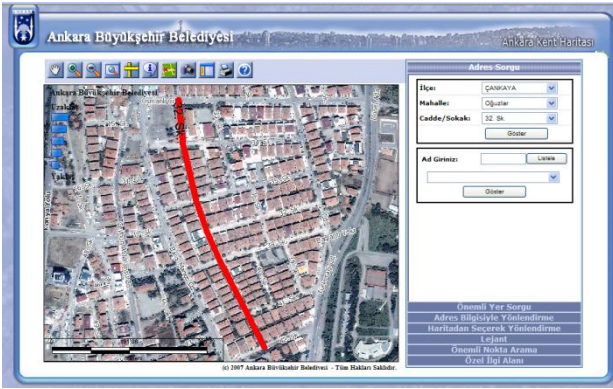 Ankara Büyükşehir Belediyesi
Ankara Kent Haritası
Ankara Büyükşehir Belediyesi
Uzaklaş
Adres Sorgu
İlçe:
ÇANKAYA
Mahalle:
Oğuzlar
Cadde/Sokak:
32. Sk.
Göster
Ad Giriniz:
Listele
Göster
Önemli Yer Sorgu
Adres Bilgisiyle Yönlendirme
Haritadan Seçerek Yönlendirme
Lejant
Önemli Nokta Arama
Özel İlgi Alanı
(c) 2007 Ankara Büyükşehir Belediyesi - Tüm Hakları Saklıdır.